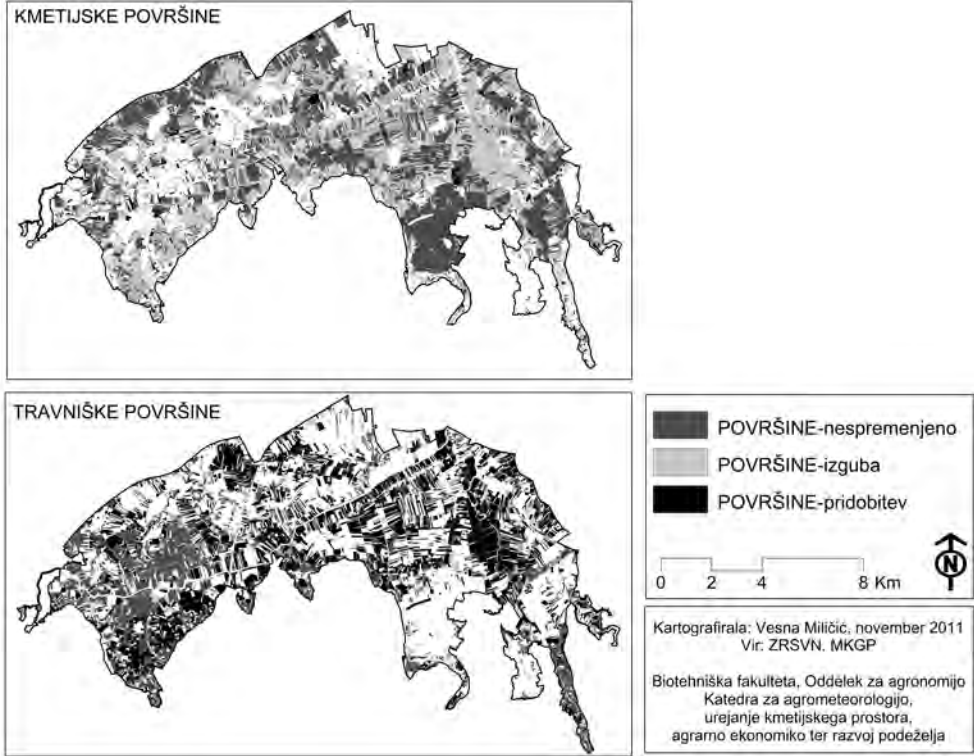 KMETIJSKE POVRŠINE
TRAVNIŠKE POVRŠINE
POVRŠINE-nespremenjeno
POVRŠINE-izguba
POVRŠINE-pridobitev
0 2 4 8 Km
N
Kartografirala: Vesna Miličić, november 2011
Vir: ZRSVN, MKGP
Biotehniška fakulteta, Oddelek za agronomijo
Katedra za agrometeorologijo,
urejanje kmetijskega prostora,
agrarno ekonomiko ter razvoj podeželja